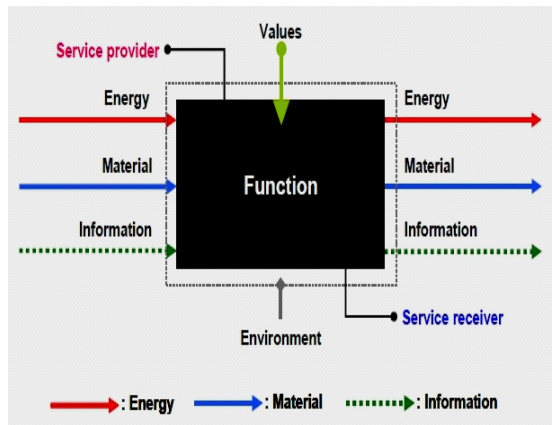 Values
Service provider
Energy
Energy
Material
Material
Function
Information
Information
Service receiver
Environment
: Energy
: Material
: Information